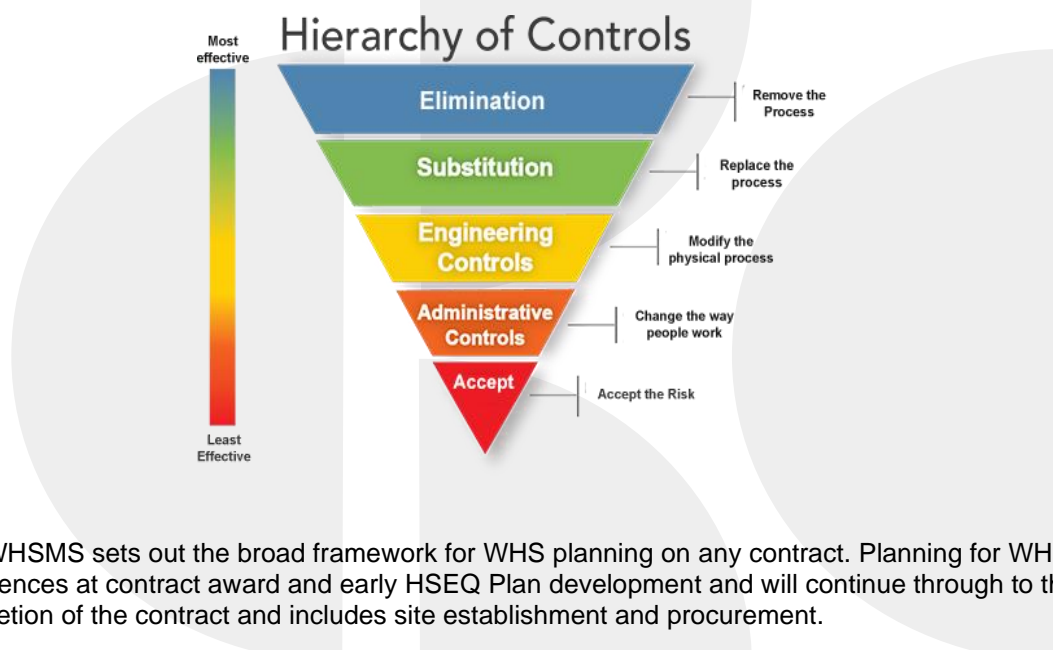 Hierarchy of Controls
Most
effective
Elimination
Remove the
Process
Substitution
Replace the
process
Engineering
Controls
Modify the
physical process
Administrative
Controls
Change the way
people work
Accept
Accept the Risk
Least
Effective
WHSMS sets out the broad framework for WHS planning on any contract. Planning for WH
ences at contract award and early HSEQ Plan development and will continue through to th
etion of the contract and includes site establishment and procurement.